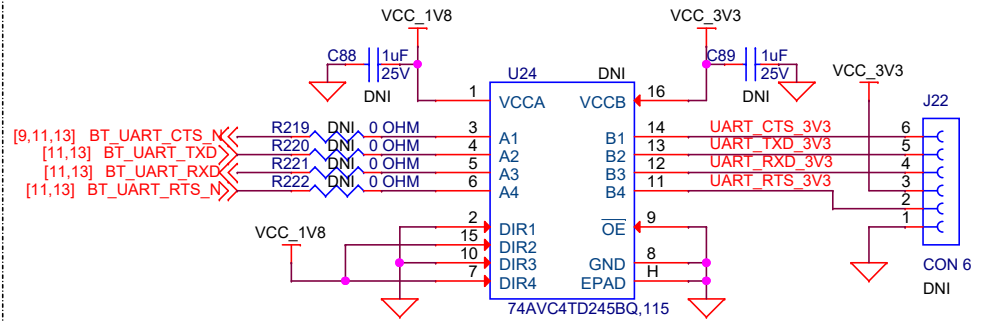 VCC_1V8 VCC_3V3
C88 1uF C89 1uF
25V 25V VCC_3V3
U24 DNI
DNI DNI J22
1 VCCA VCCB 16
[9,11,13] BT_UART_CTS_N R219 DNI 0 OHM 3 A1 B1 14 UART_CTS_3V3 6
[11,13] BT_UART_TXD R220 0 OHM 4 A2 B2 13 UART_TXD_3V3 5
[11,13] BT_UART_RXD R221 DNI 0 OHM 5 A3 B3 12 UART_RXD_3V3 4
[11,13] BT_UART_RTS_N R222 DNI 0 OHM 6 A4 B4 11 UART_RTS_3V3 3
2
1
2 DIR1 OE 9
VCC_1V8 15 DIR2
10 DIR3 GND 8
7 DIR4 EPAD H
CON 6
DNI
74AVC4TD245BQ,115